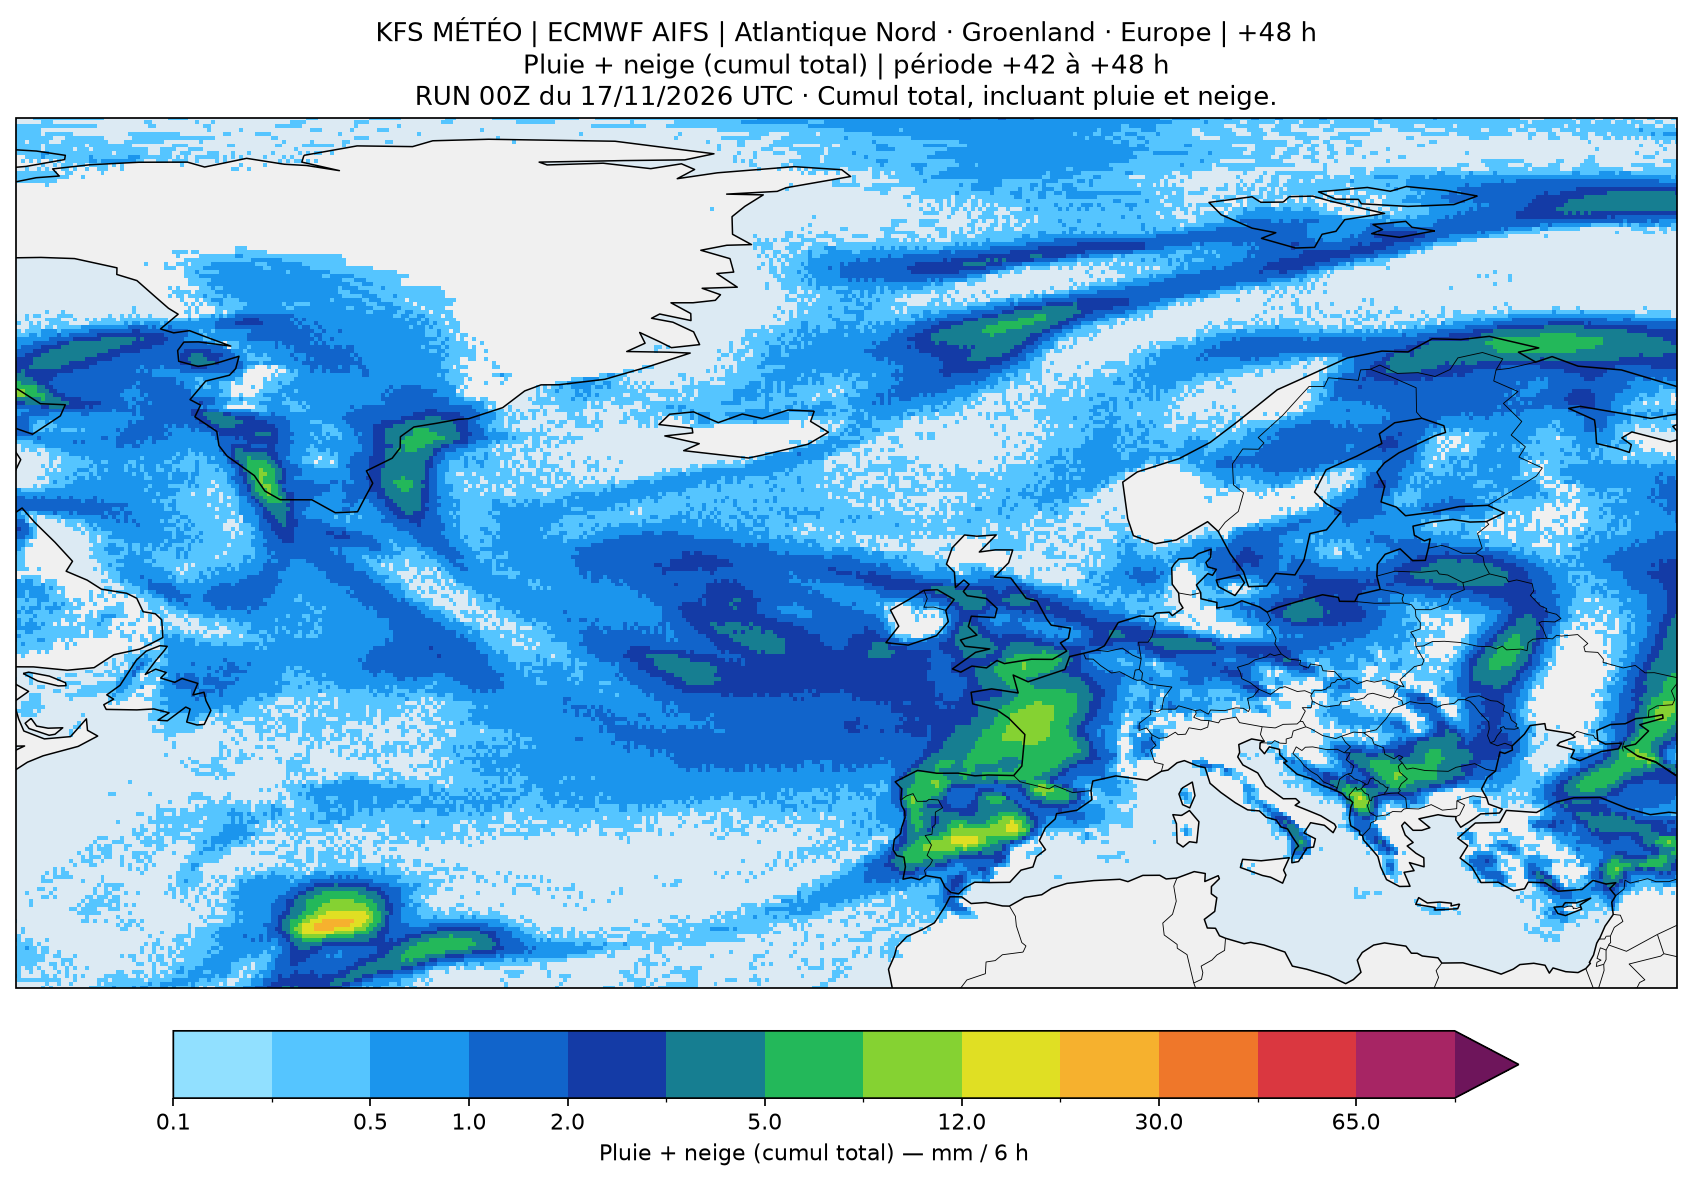 KFS MÉTÉO | ECMWF AIFS | Atlantique Nord · Groenland · Europe | +48 h
Pluie + neige (cumul total) | période +42 à +48 h
RUN 00Z du 17/11/2026 UTC · Cumul total, incluant pluie et neige.
0.1 0.5 1.0 2.0 5.0 12.0 30.0 65.0
Pluie + neige (cumul total) — mm / 6 h